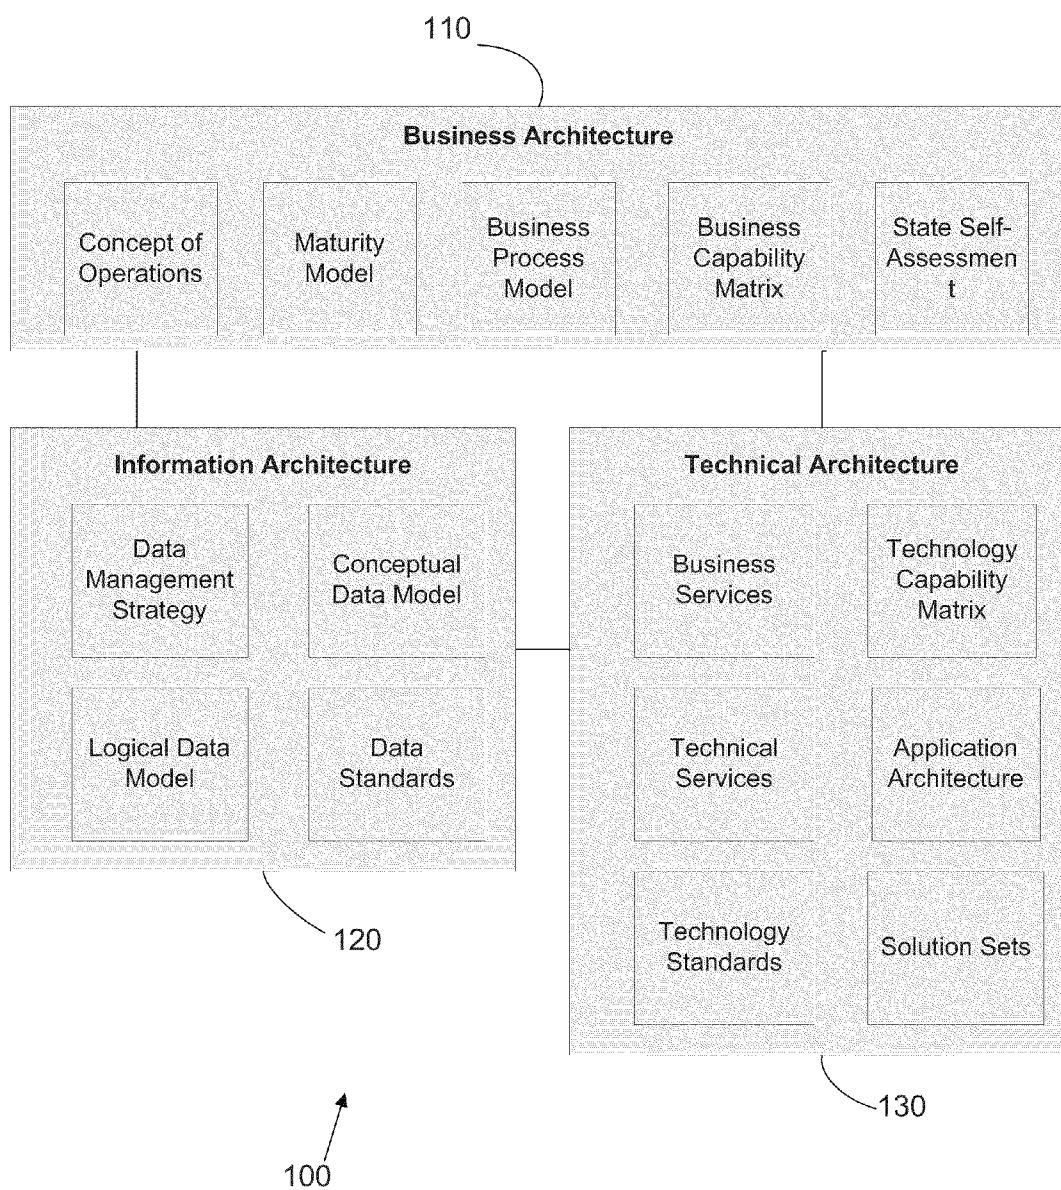 110
Business Architecture
Concept of
Operations
Maturity
Model
Business
Process
Model
Business
Capability
Matrix
State Self-
Assessmen
t
Information Architecture
Data
Management
Strategy
Conceptual
Data Model
Logical Data
Model
Data
Standards
120
Technical Architecture
Business
Services
Technology
Capability
Matrix
Technical
Services
Application
Architecture
Technology
Standards
Solution Sets
130
100